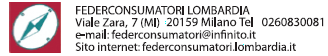 FEDERCONSUMATORI LOMBARDIA
Viale Zara, 7 (MI) 20159 Milano Tel 0260830081
e-mail: federconsumatori@infinito.it
Sito internet: federconsumatori.lombardia.it